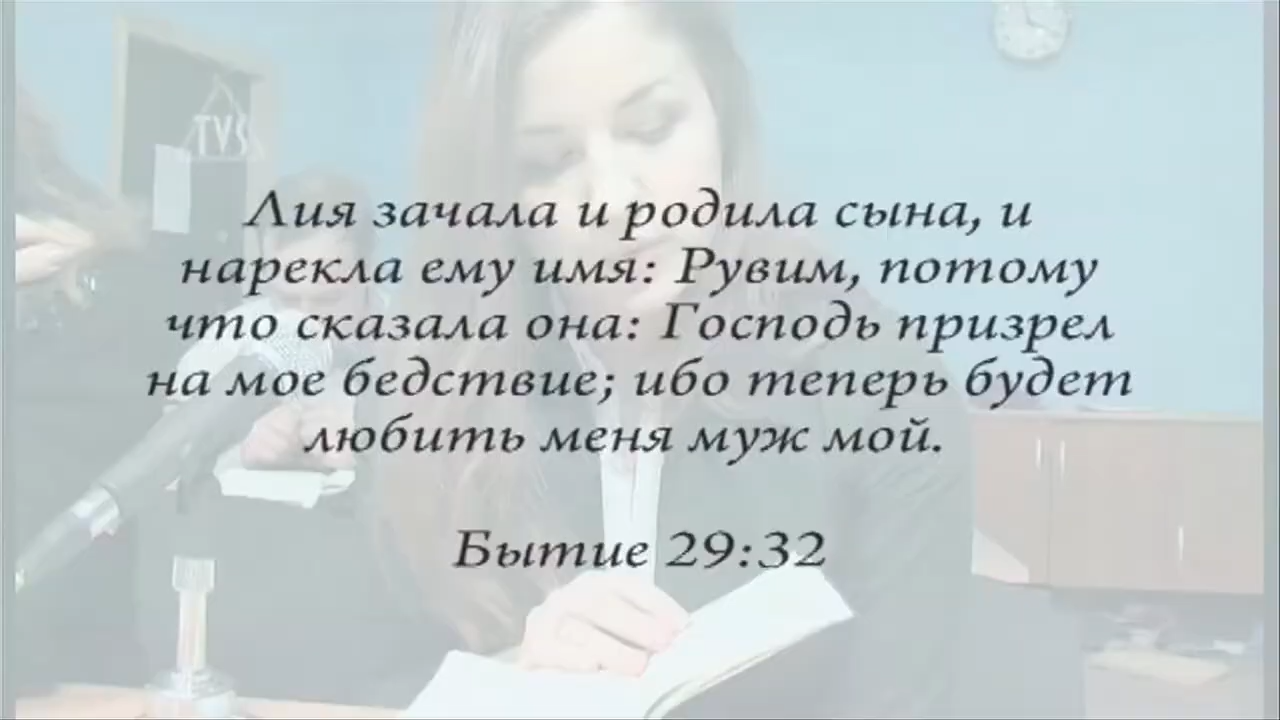 TVS
Лия зачала и родила сына, и
нарекла ему имя: Рувим, потому
что сказала она: Господь призрел
на мое бедствие; ибо теперь будет
любить меня муж мой.
Бытие 29:32